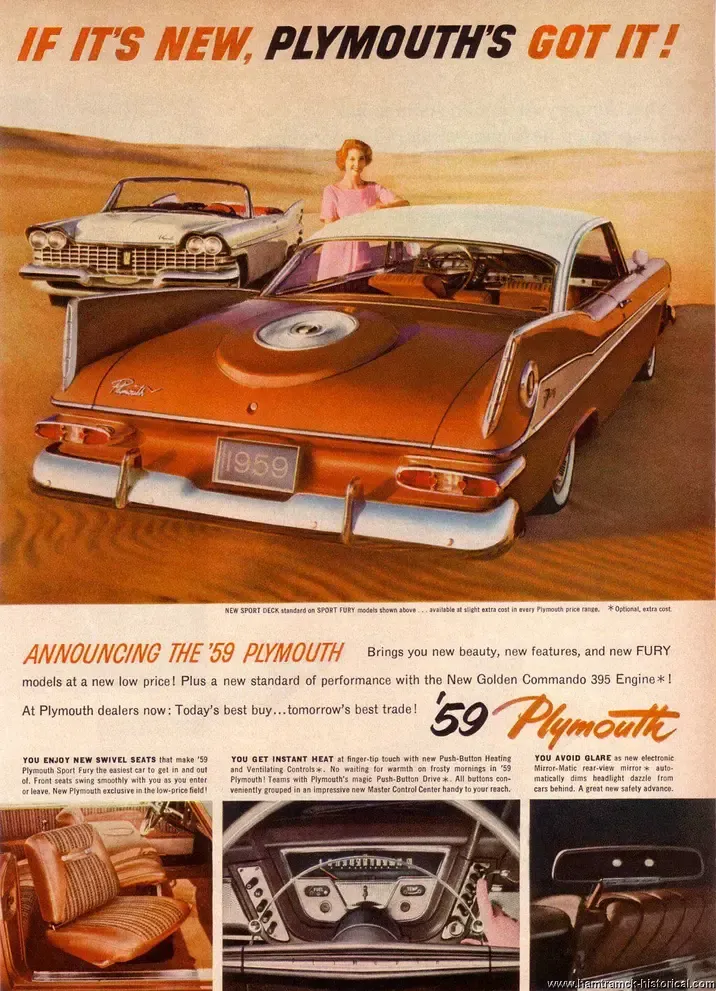 IF IT'S NEW, PLYMOUTH'S GOT IT!
Plymouth
1959
NEW SPORT DECK standard on SPORT FURY models shown above ... available at slight extra cost in every Plymouth price range. *Optional, extra cost.
ANNOUNCING THE '59 PLYMOUTH Brings you new beauty, new features, and new FURY
models at a new low price! Plus a new standard of performance with the New Golden Commando 395 Engine*!
At Plymouth dealers now: Today's best buy...tomorrow's best trade! '59 Plymouth
YOU ENJOY NEW SWIVEL SEATS that make '59
Plymouth Sport Fury the easiest car to get in and out
of. Front seats swing smoothly with you as you enter
or leave. New Plymouth exclusive in the low-price field!
YOU GET INSTANT HEAT at finger-tip touch with new Push-Button Heating
and Ventilating Controls*. No waiting for warmth on frosty mornings in '59
Plymouth! Teams with Plymouth's magic Push-Button Drive*. All buttons con-
veniently grouped in an impressive new Master Control Center handy to your reach.
YOU AVOID GLARE as new electronic
Mirror-Matic rear-view mirror* auto-
matically dims headlight dazzle from
cars behind. A great new safety advance.
www.hamtramck-historical.com